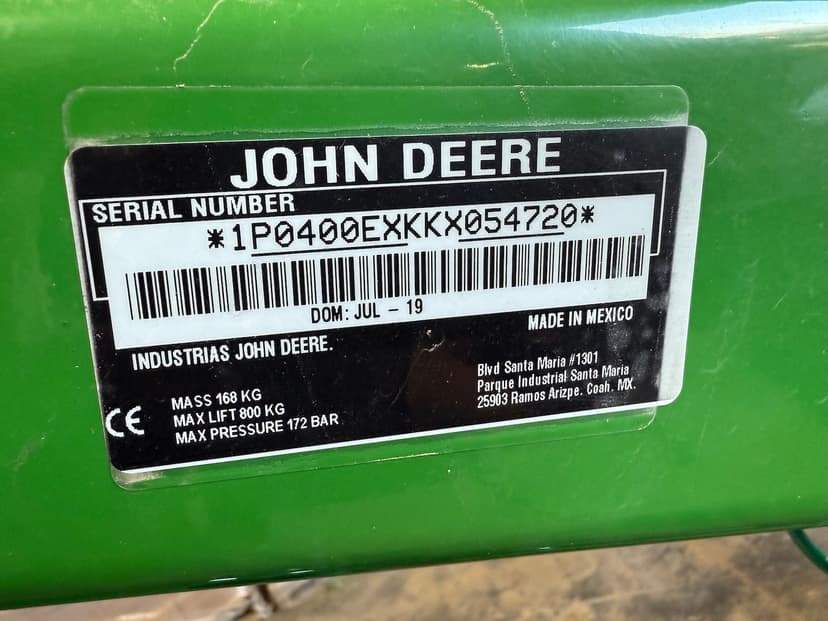 JOHN DEERE
SERIAL NUMBER
*1P0400EXKKX054720*
DOM: JUL - 19
MADE IN MEXICO
INDUSTRIAS JOHN DEERE.
Blvd Santa Maria #1301
Parque Industrial Santa Maria
25903 Ramos Arizpe. Coah. MX.
CE
MASS 168 KG
MAX LIFT 800 KG
MAX PRESSURE 172 BAR